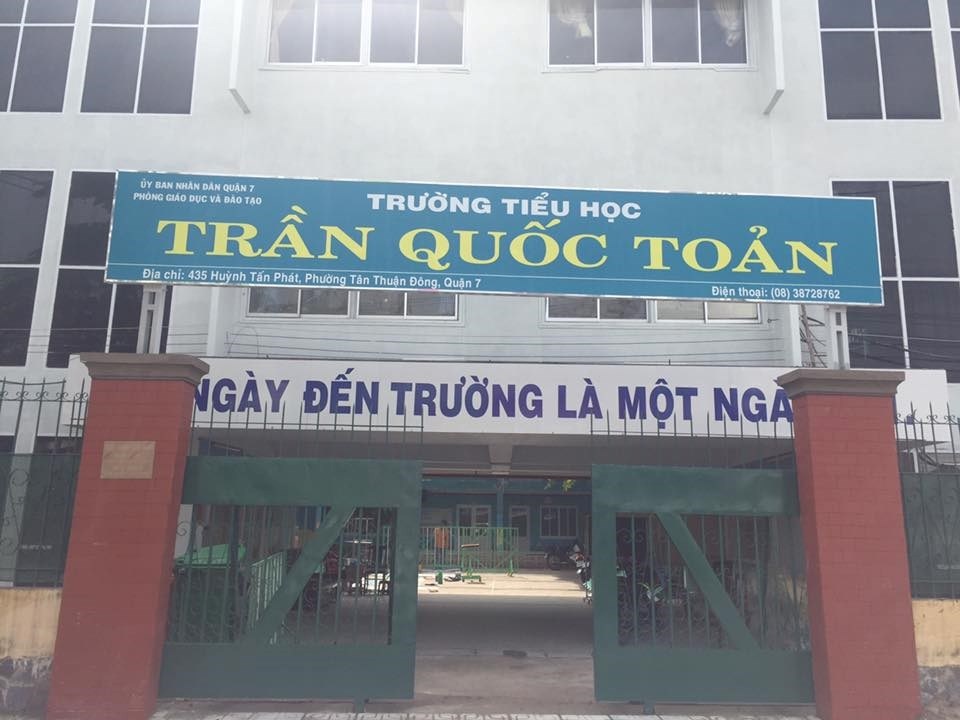 ỦY BAN NHÂN DÂN QUẬN 7
PHÒNG GIÁO DỤC VÀ ĐÀO TẠO
TRƯỜNG TIỂU HỌC
TRẦN QUỐC TOẢN
Địa chỉ: 435 Huỳnh Tấn Phát, Phường Tân Thuận Đông, Quận 7
Điện thoại: (08) 38728762
NGÀY ĐẾN TRƯỜNG LÀ MỘT NGÀ